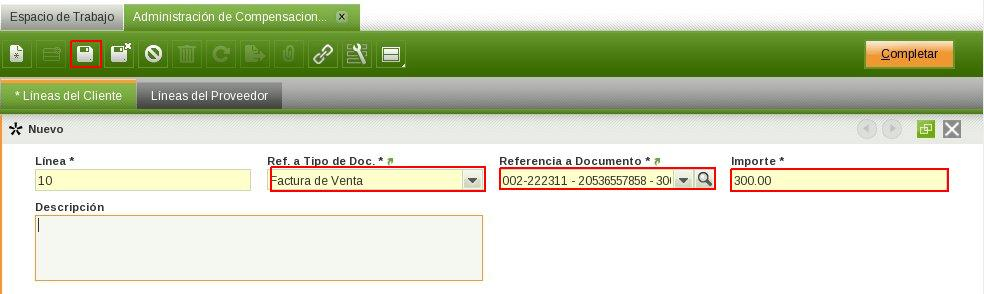 Espacio de Trabajo
Administración de Compensacion...
Completar
* Líneas del Cliente
Líneas del Proveedor
Nuevo
Línea *
Ref. a Tipo de Doc. *
Referencia a Documento *
Importe *
10
Factura de Venta
002-222311 - 20536557858 - 30
300.00
Descripción